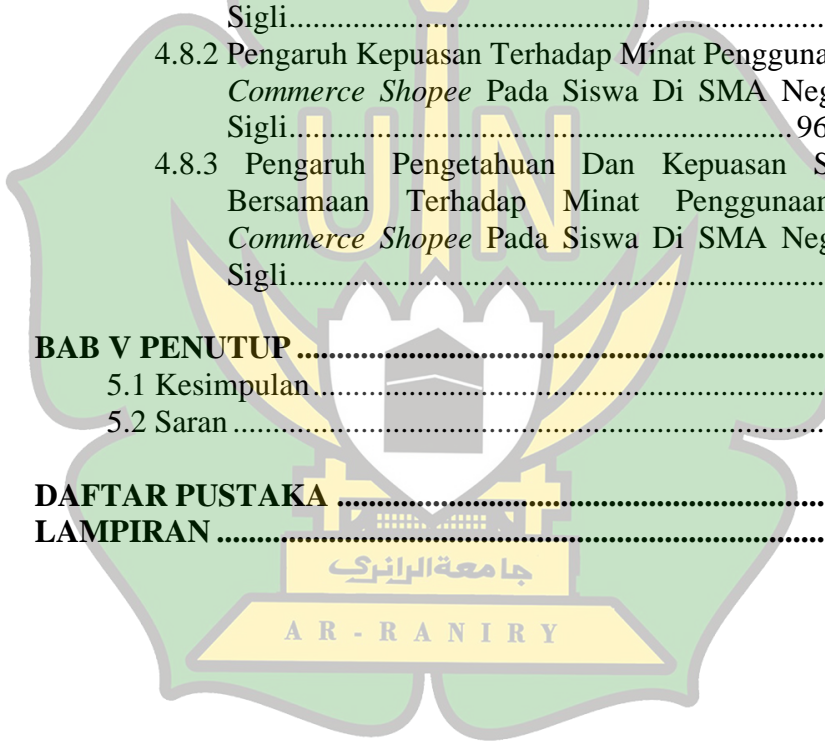 Sigli..........................................................................
4.8.2 Pengaruh Kepuasan Terhadap Minat Pengguna
Commerce Shopee Pada Siswa Di SMA Neg
Sigli....................................................... 96
4.8.3 Pengaruh Pengetahuan Dan Kepuasan S
Bersamaan Terhadap Minat Penggunaan
Commerce Shopee Pada Siswa Di SMA Neg
Sigli..........................................................................
BAB V PENUTUP ..........................................................
5.1 Kesimpulan..........................................................
5.2 Saran ..........................................................
DAFTAR PUSTAKA ..........................................................
LAMPIRAN ..........................................................
UIN
جامعة الرانري
AR-RANIRY